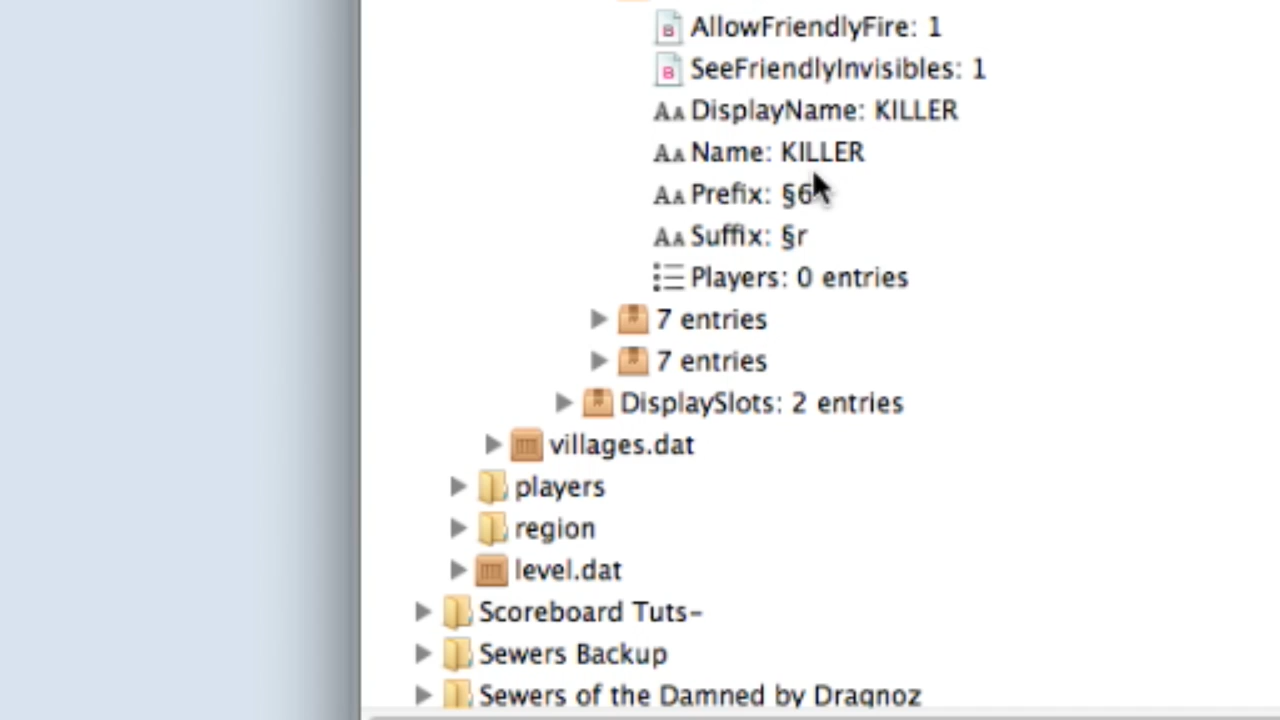 AllowFriendlyFire: 1
SeeFriendlyInvisibles: 1
DisplayName: KILLER
Name: KILLER
Prefix: §6
Suffix: §r
Players: 0 entries
7 entries
7 entries
DisplaySlots: 2 entries
villages.dat
players
region
level.dat
Scoreboard Tuts-
Sewers Backup
Sewers of the Damned by Dragnoz